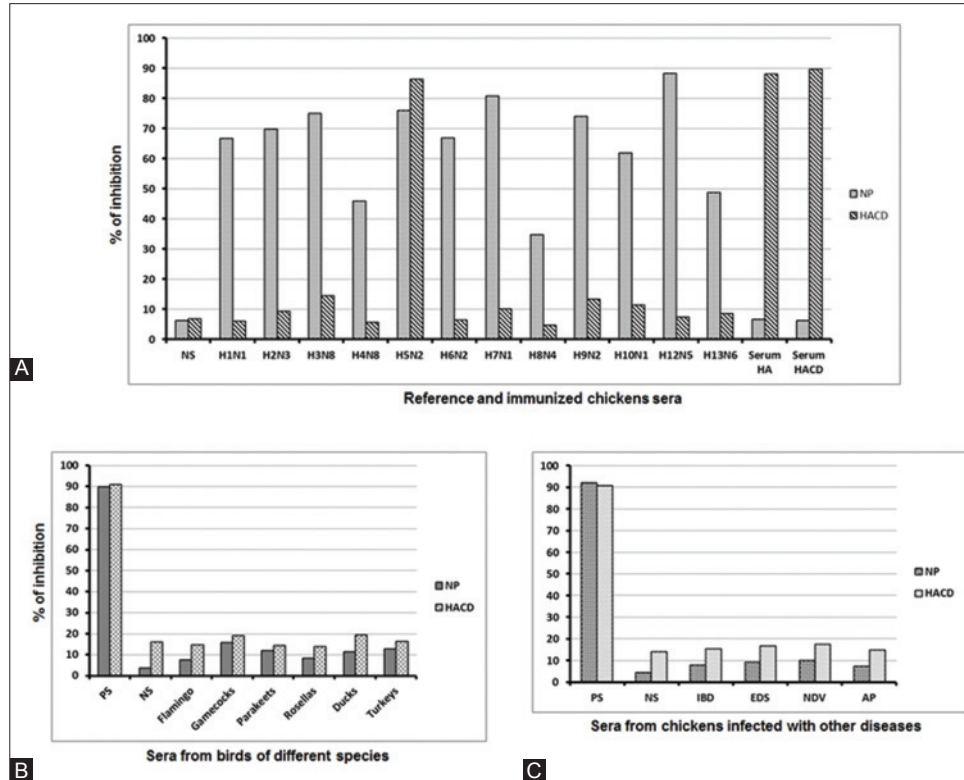 100
90
80
70
60
50
40
30
20
10
0
% of inhibition
NS H1N1 H2N3 H3N8 H4N8 H5N2 H6N2 H7N1 H8N4 H9N2 H10N1 H12N5 H13N6 Serum HA Serum HACD
NP
HACD
A
Reference and immunized chickens sera
100
90
80
70
60
50
40
30
20
10
0
% of inhibition
PS NS Flamingo Gamecocks Parakeets Rosellas Ducks Turkeys
NP
HACD
B
Sera from birds of different species
100
90
80
70
60
50
40
30
20
10
0
PS NS IBD EDS NDV AP
NP
HACD
C
Sera from chickens infected with other diseases